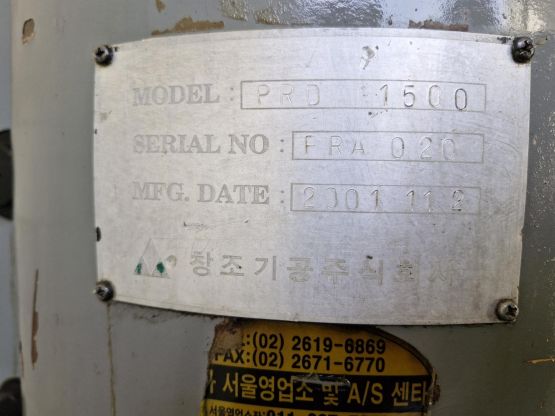 MODEL : PRD 1500
SERIAL NO : FRA 020
MFG. DATE : 2001 11 2
창조기공주식회사
:(02) 2619-6869
FAX:(02) 2671-6770
서울영업소 및 A/S 센타